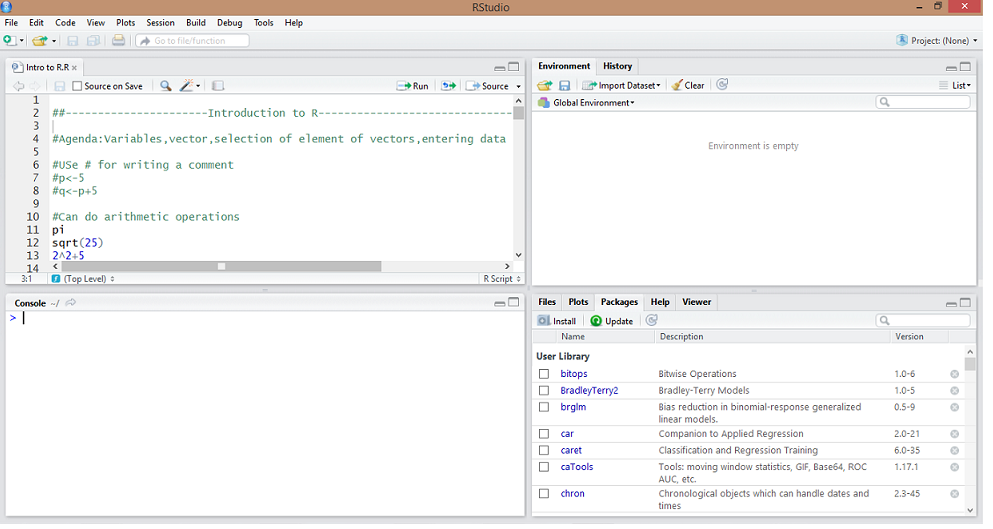 RStudio
File Edit Code View Plots Session Build Debug Tools Help
Go to file/function Project: (None)
Intro to R.R
Source on Save Run Source
1
2 ##----------------------Introduction to R------------------------------
3
4 #Agenda:Variables,vector,selection of element of vectors,entering data
5
6 #USe # for writing a comment
7 #p<-5
8 #q<-p+5
9
10 #Can do arithmetic operations
11 pi
12 sqrt(25)
13 2^2+5
14
3:1 (Top Level) R Script
Console ~/
>
Environment History
Import Dataset Clear List
Global Environment
Environment is empty
Files Plots Packages Help Viewer
Install Update
Name Description Version
User Library
bitops Bitwise Operations 1.0-6
BradleyTerry2 Bradley-Terry Models 1.0-5
brglm Bias reduction in binomial-response generalized 0.5-9
linear models.
car Companion to Applied Regression 2.0-21
caret Classification and Regression Training 6.0-35
caTools Tools: moving window statistics, GIF, Base64, ROC 1.17.1
AUC, etc.
chron Chronological objects which can handle dates and 2.3-45
times